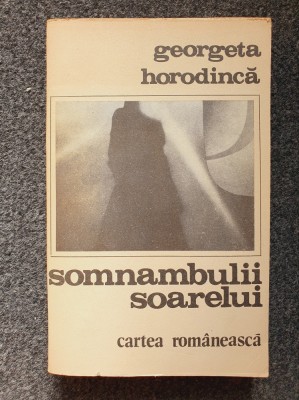 georgeta
horodincă
somnambulii
soarelui
cartea românească